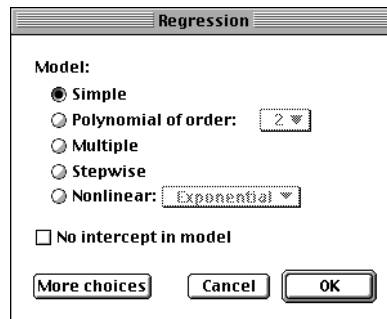 Regression
Model:
Simple
Polynomial of order: 2
Multiple
Stepwise
Nonlinear: Exponential
No intercept in model
More choices Cancel OK